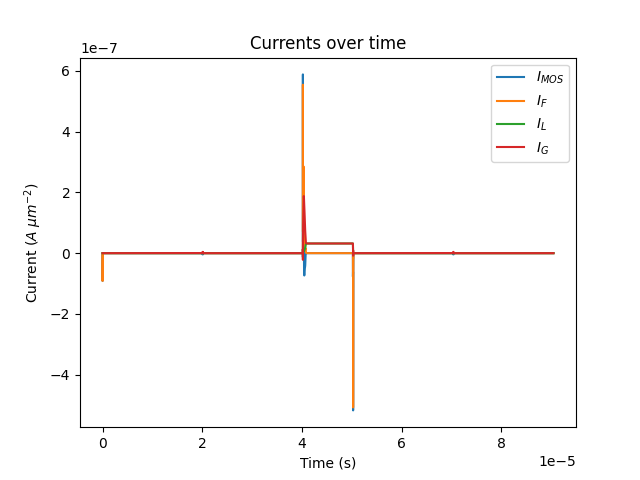 Currents over time
1e−7
6
4
2
0
−2
−4
Current (A μm⁻²)
I_MOS
I_F
I_L
I_G
0 2 4 6 8
Time (s)
1e−5